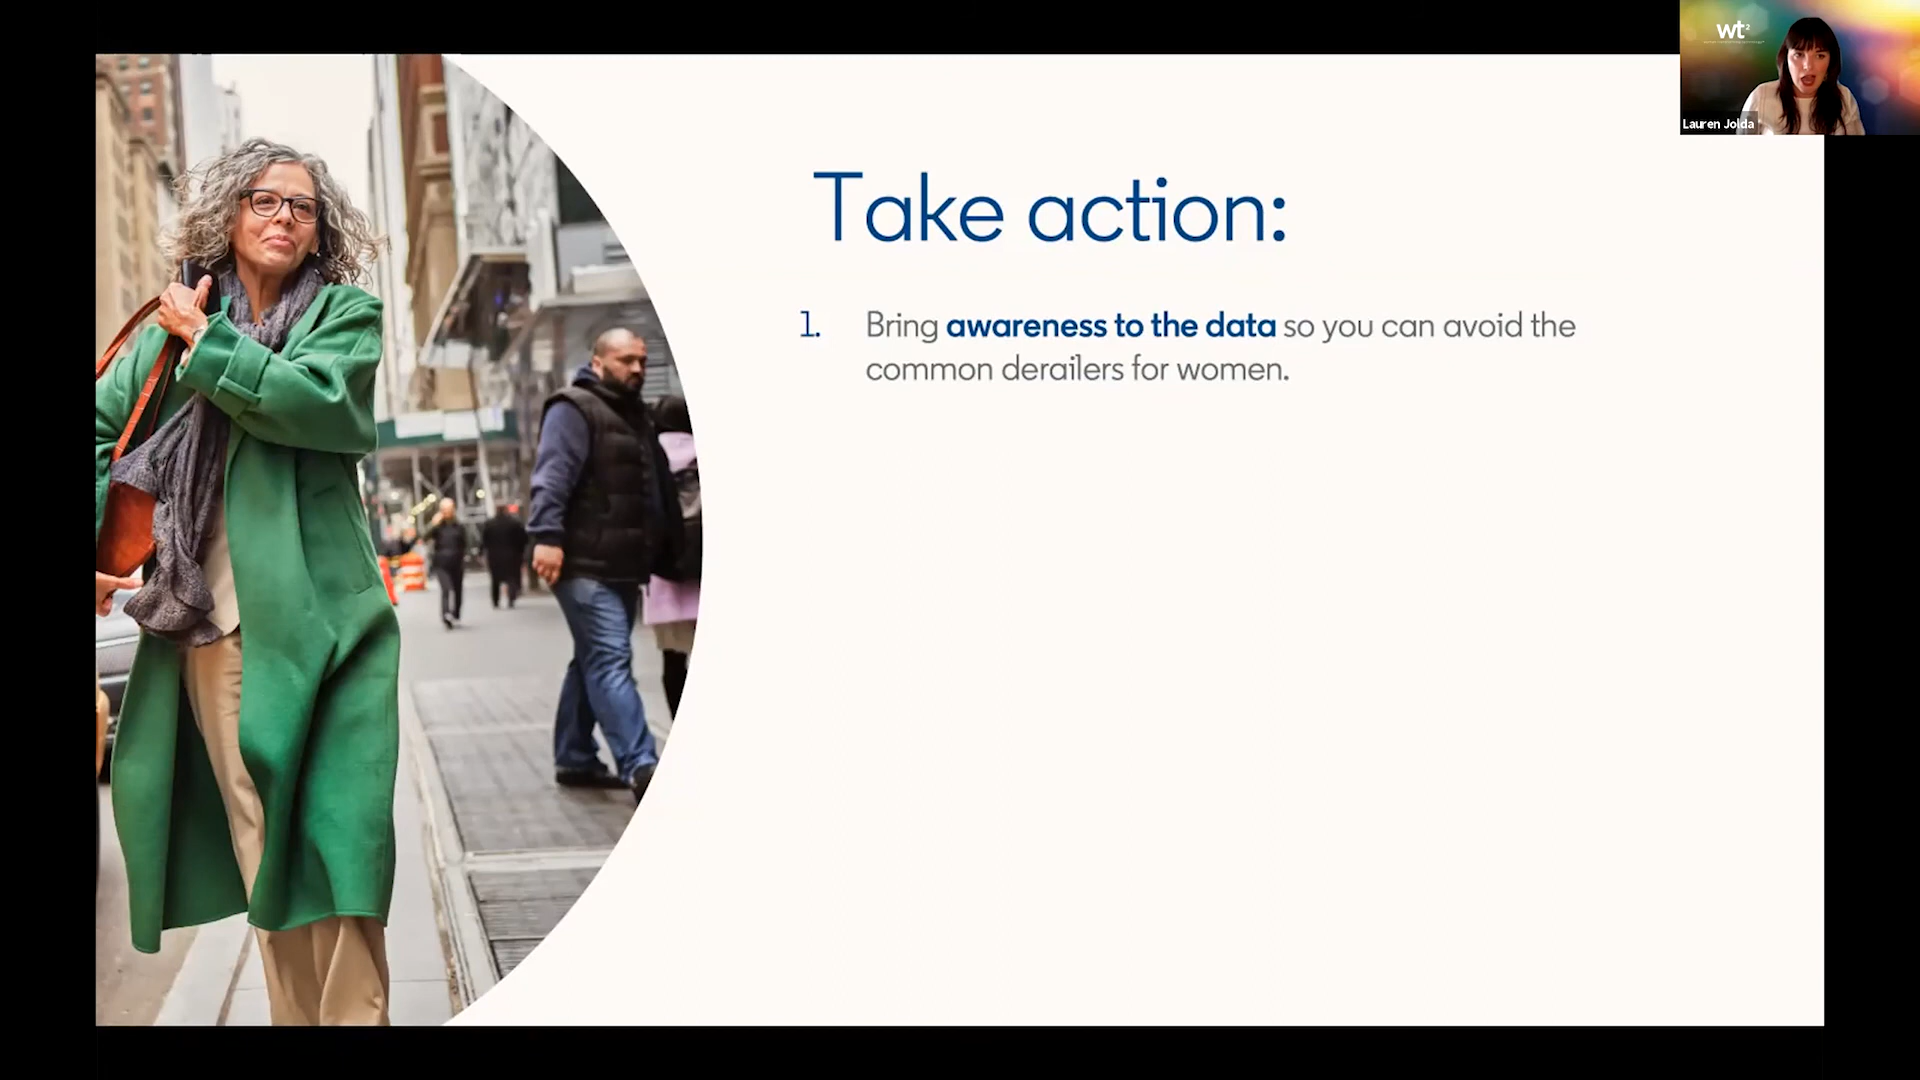 wt²
Lauren Jolda
Take action:
1. Bring awareness to the data so you can avoid the
common derailers for women.